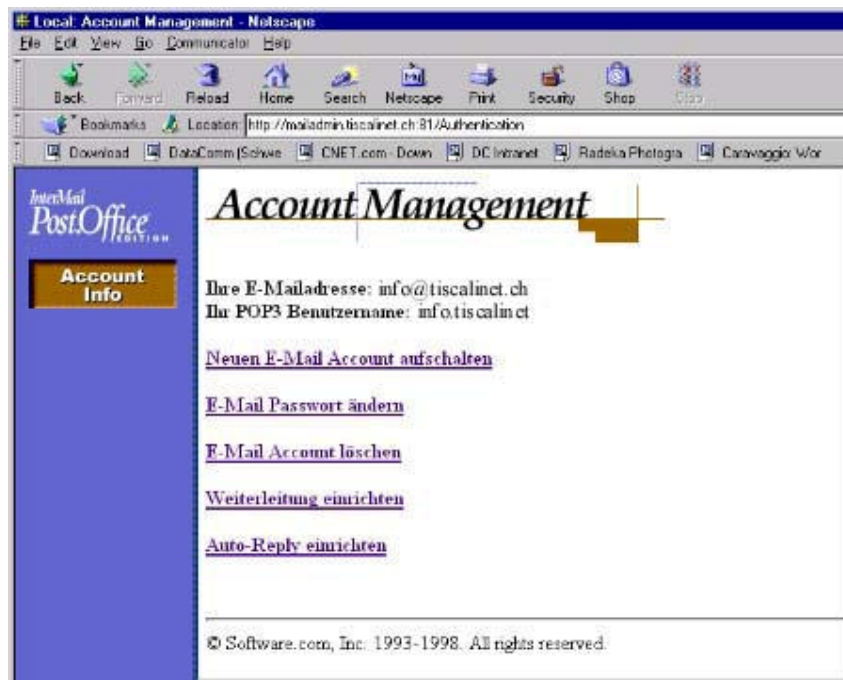 Local: Account Management - Netscape
File Edit View Go Communicator Help
Back Forward Reload Home Search Netscape Print Security Shop Stop
Bookmarks Location: http://mailadmin.tiscalinet.ch:81/Authentication
Download DataComm (Schwe CNET.com - Down DC Intranet Radeka Photogra Caravaggio: Wor
InterMail
Post.Office
EDITION
Account
Info
Account Management
Ihre E-Mailadresse: info@tiscalinet.ch
Ihr POP3 Benutzername: info.tiscalinet
Neuen E-Mail Account aufschalten
E-Mail Passwort ändern
E-Mail Account löschen
Weiterleitung einrichten
Auto-Reply einrichten
© Software.com, Inc. 1993-1998. All rights reserved.